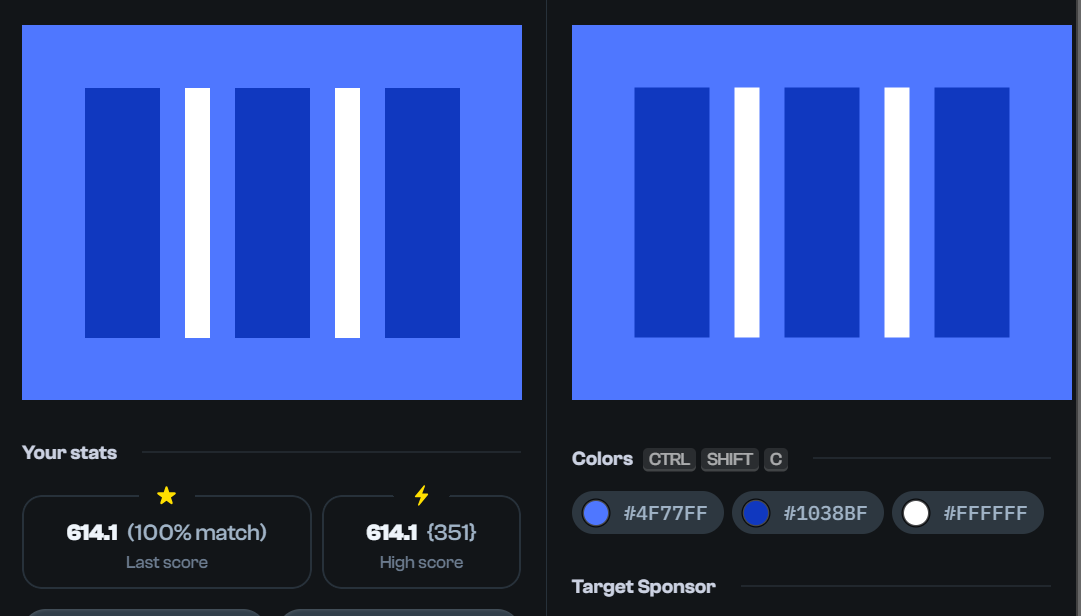 Your stats
614.1 (100% match)
Last score
614.1 {351}
High score
Colors CTRL SHIFT C
#4F77FF #1038BF #FFFFFF
Target Sponsor